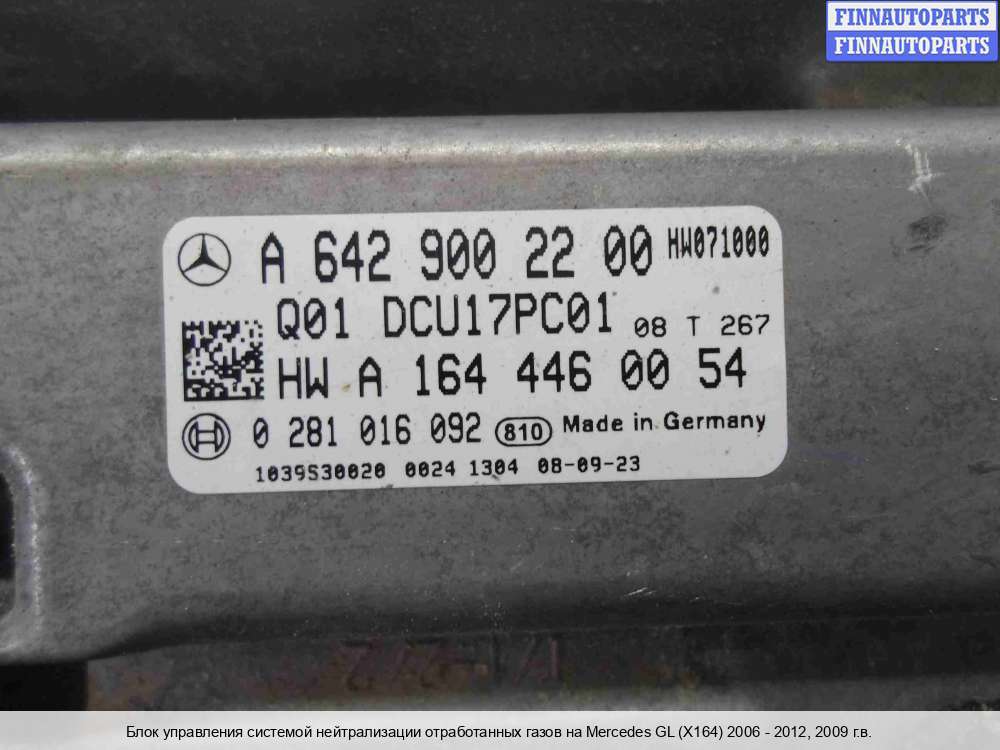 FINNAUTOPARTS
FINNAUTOPARTS
A 642 900 22 00 HW071000
Q01 DCU17PC01 08 T 267
HW A 164 446 00 54
0 281 016 092 810 Made in Germany
1039S30020 0024 1304 08-09-23
Блок управления системой нейтрализации отработанных газов на Mercedes GL (X164) 2006 - 2012, 2009 г.в.